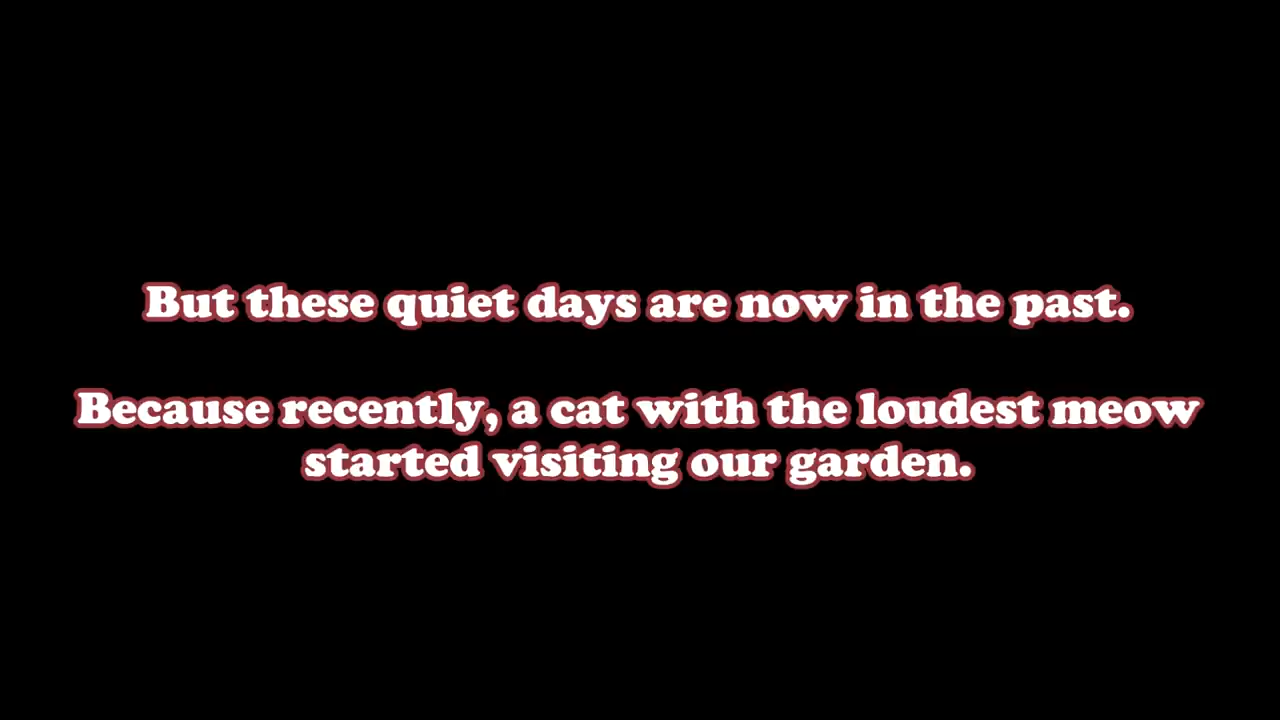 But these quiet days are now in the past.
Because recently, a cat with the loudest meow
started visiting our garden.